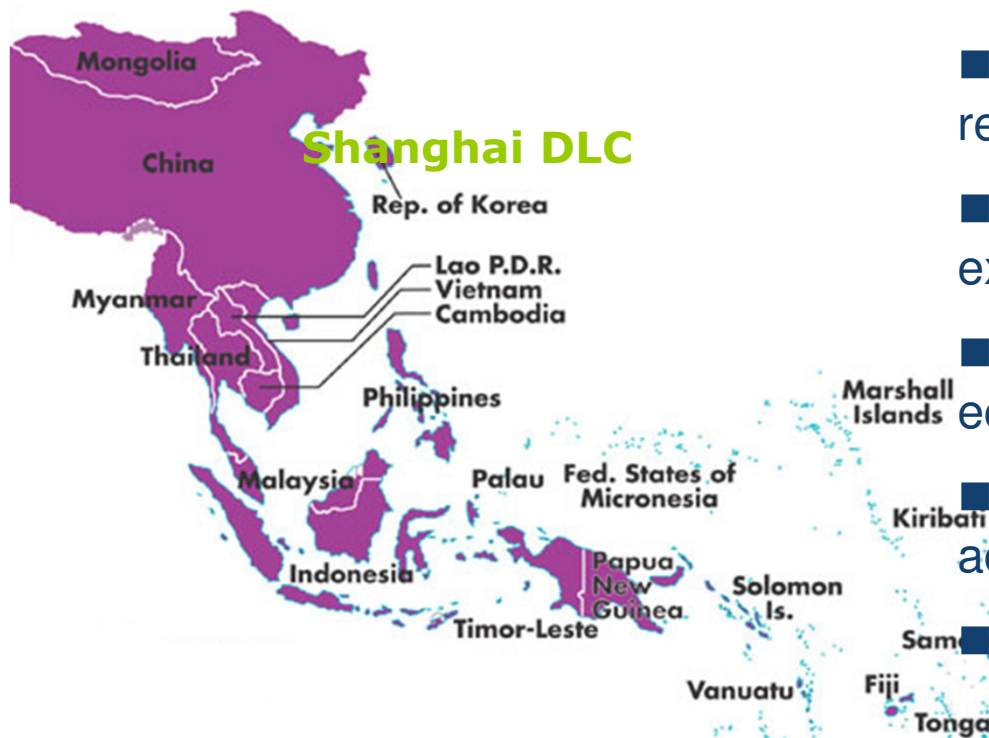 Mongolia
Shanghai DLC
China
Rep. of Korea
Lao P.D.R.
Vietnam
Myanmar
Cambodia
Thailand
Philippines
Marshall
Islands
Malaysia
Palau
Fed. States of
Micronesia
Kiribati
Indonesia
Papua
New
Guinea
Solomon
Is.
Timor-Leste
Vanuatu
Fiji
Tonga